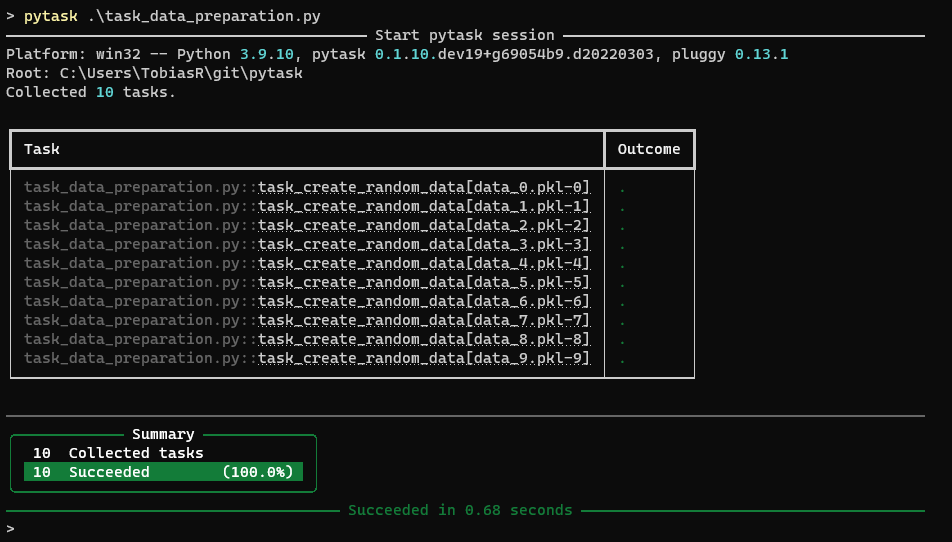 > pytask .\task_data_preparation.py
Start pytask session
Platform: win32 -- Python 3.9.10, pytask 0.1.10.dev19+g69054b9.d20220303, pluggy 0.13.1
Root: C:\Users\TobiasR\git\pytask
Collected 10 tasks.
Task Outcome
task_data_preparation.py::task_create_random_data[data_0.pkl-0] .
task_data_preparation.py::task_create_random_data[data_1.pkl-1] .
task_data_preparation.py::task_create_random_data[data_2.pkl-2] .
task_data_preparation.py::task_create_random_data[data_3.pkl-3] .
task_data_preparation.py::task_create_random_data[data_4.pkl-4] .
task_data_preparation.py::task_create_random_data[data_5.pkl-5] .
task_data_preparation.py::task_create_random_data[data_6.pkl-6] .
task_data_preparation.py::task_create_random_data[data_7.pkl-7] .
task_data_preparation.py::task_create_random_data[data_8.pkl-8] .
task_data_preparation.py::task_create_random_data[data_9.pkl-9] .
Summary
10 Collected tasks
10 Succeeded (100.0%)
Succeeded in 0.68 seconds
>